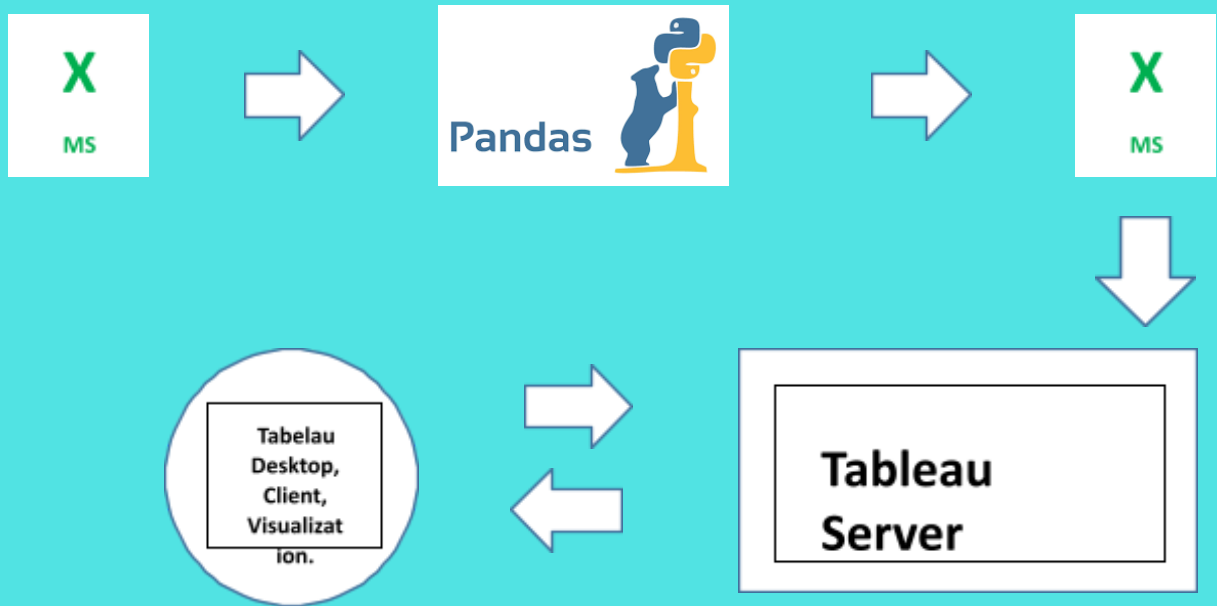 X
MS
Pandas
X
MS
Tabelau
Desktop,
Client,
Visualizat
ion.
Tableau
Server